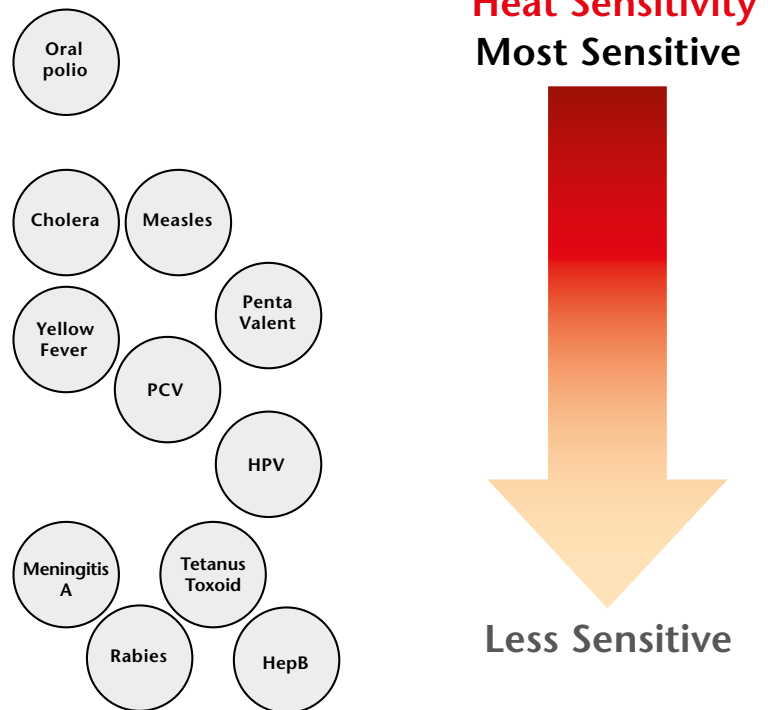 Heat Sensitivity
Most Sensitive
Oral
polio
Cholera
Measles
Penta
Valent
Yellow
Fever
PCV
HPV
Meningitis
A
Tetanus
Toxoid
Rabies
HepB
Less Sensitive